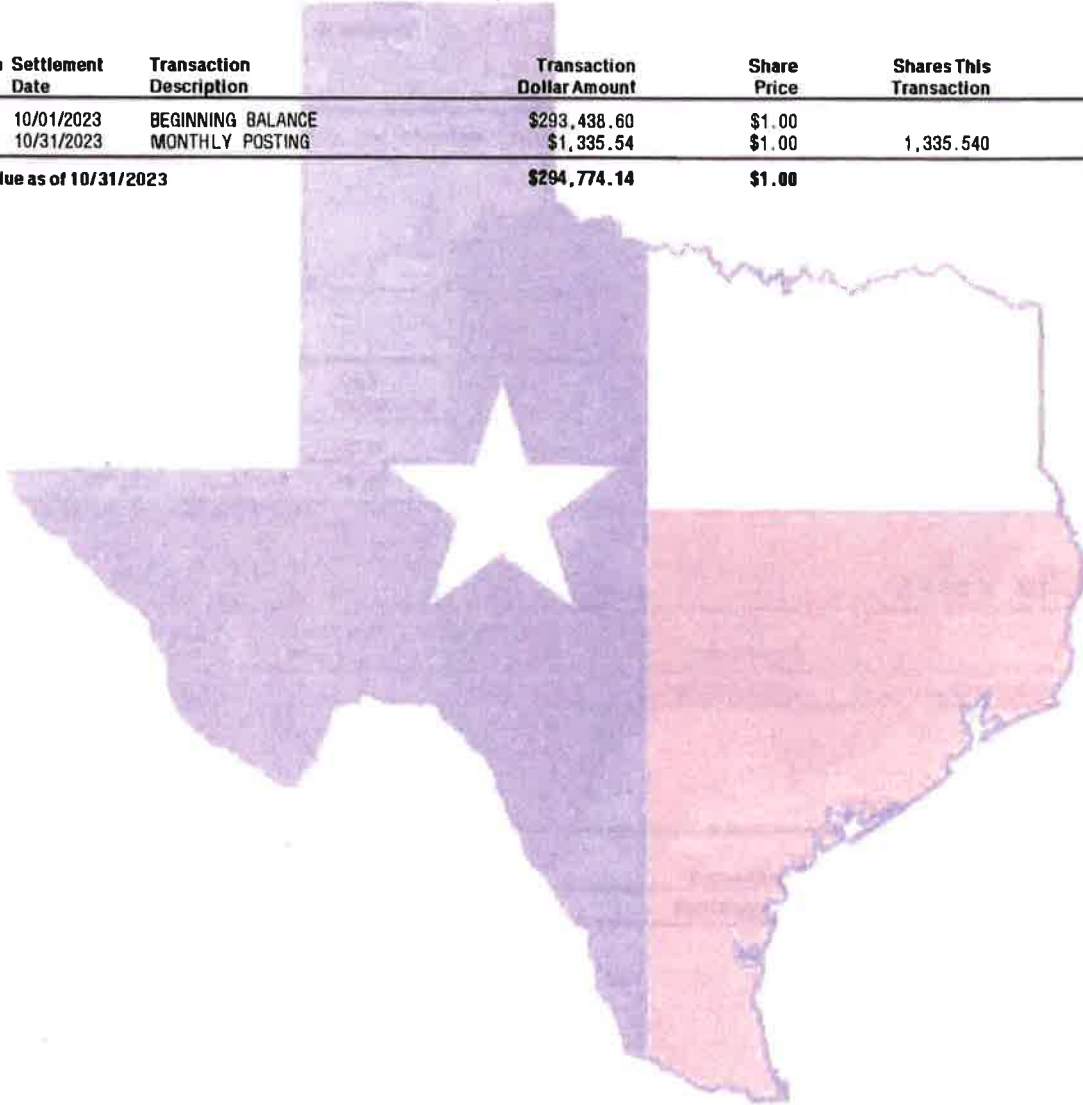 Settlement Transaction Transaction Share Shares This
Date Description Dollar Amount Price Transaction
10/01/2023 BEGINNING BALANCE $293,438.60 $1.00
10/31/2023 MONTHLY POSTING $1,335.54 $1.00 1,335.540
as of 10/31/2023 $294,774.14 $1.00